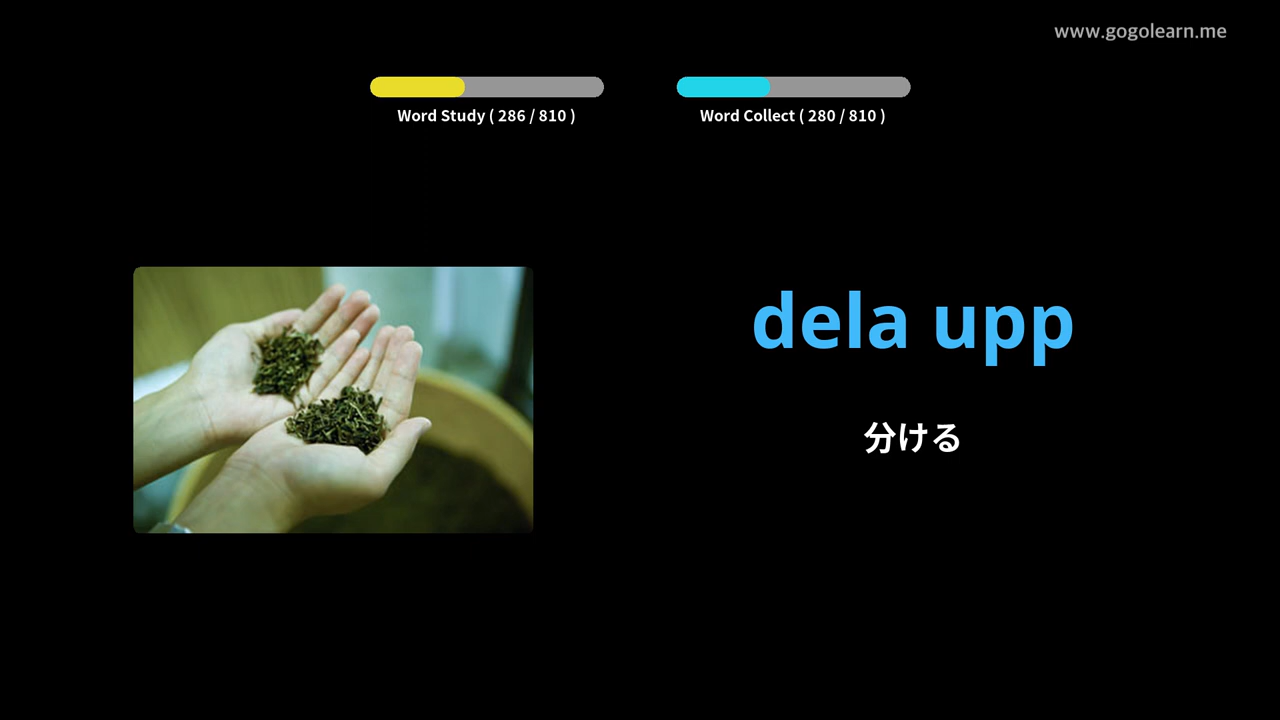 www.gogolearn.me
Word Study ( 286 / 810 )
Word Collect ( 280 / 810 )
dela upp
分ける